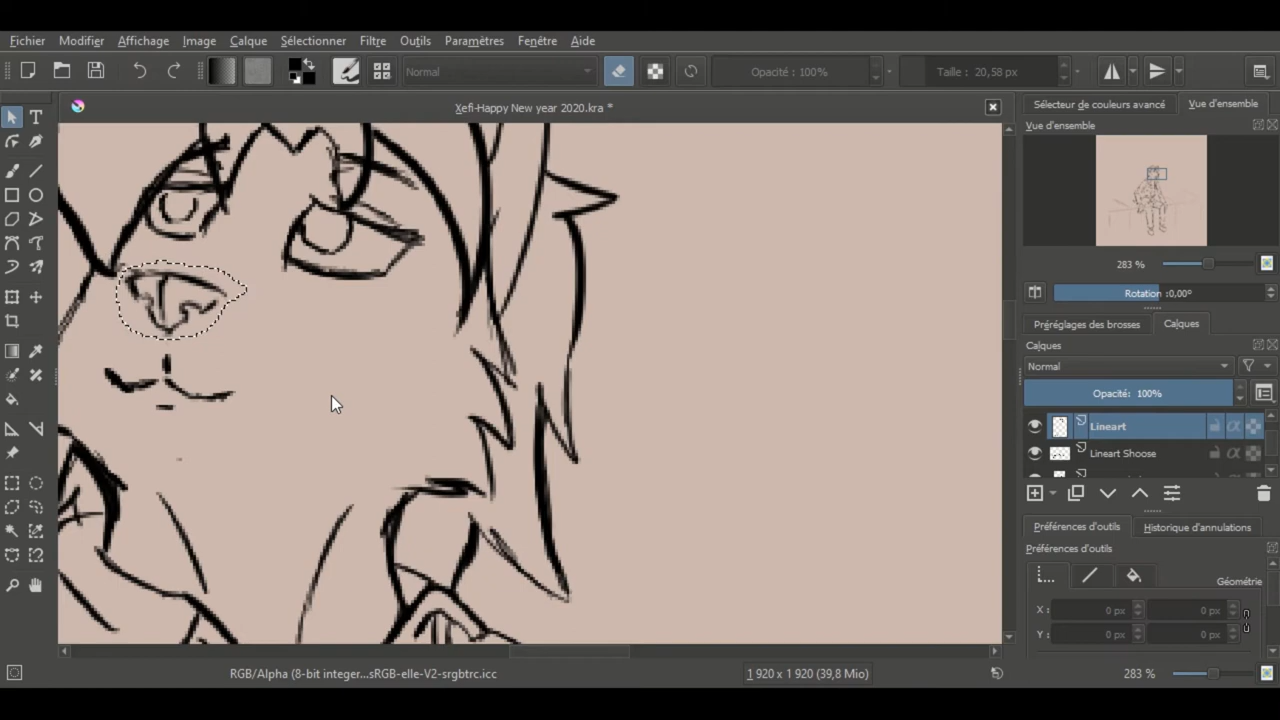 Fichier Modifier Affichage Image Calque Sélectionner Filtre Outils Paramètres Fenêtre Aide
Normal Opacité : 100% Taille : 20,58 px
Xefi-Happy New year 2020.kra *
Sélecteur de couleurs avancé Vue d'ensemble
Vue d'ensemble
283 %
Rotation :0,00°
Préréglages des brosses Calques
Calques
Normal
Opacité: 100%
Lineart
Lineart Shoose
Préférences d'outils Historique d'annulations
Préférences d'outils
Géométrie
X : 0 px 0 px
Y : 0 px 0 px
RGB/Alpha (8-bit integer...sRGB-elle-V2-srgbtrc.icc 1 920 x 1 920 (39,8 Mio) 283 %